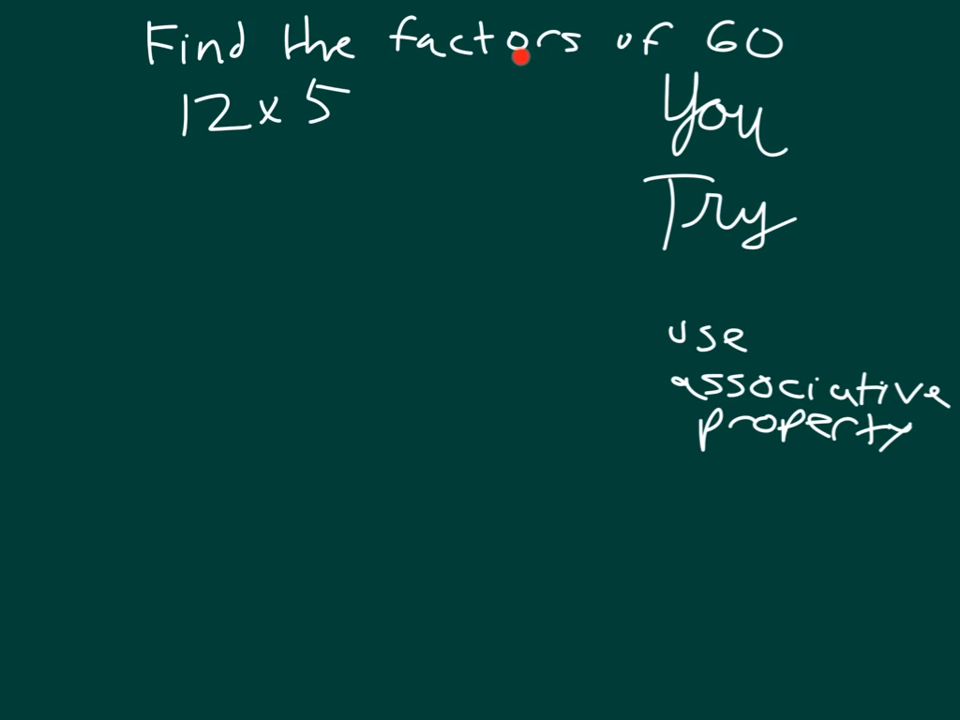 Find the factors of 60
12 x 5
You
Try
use
associative
property